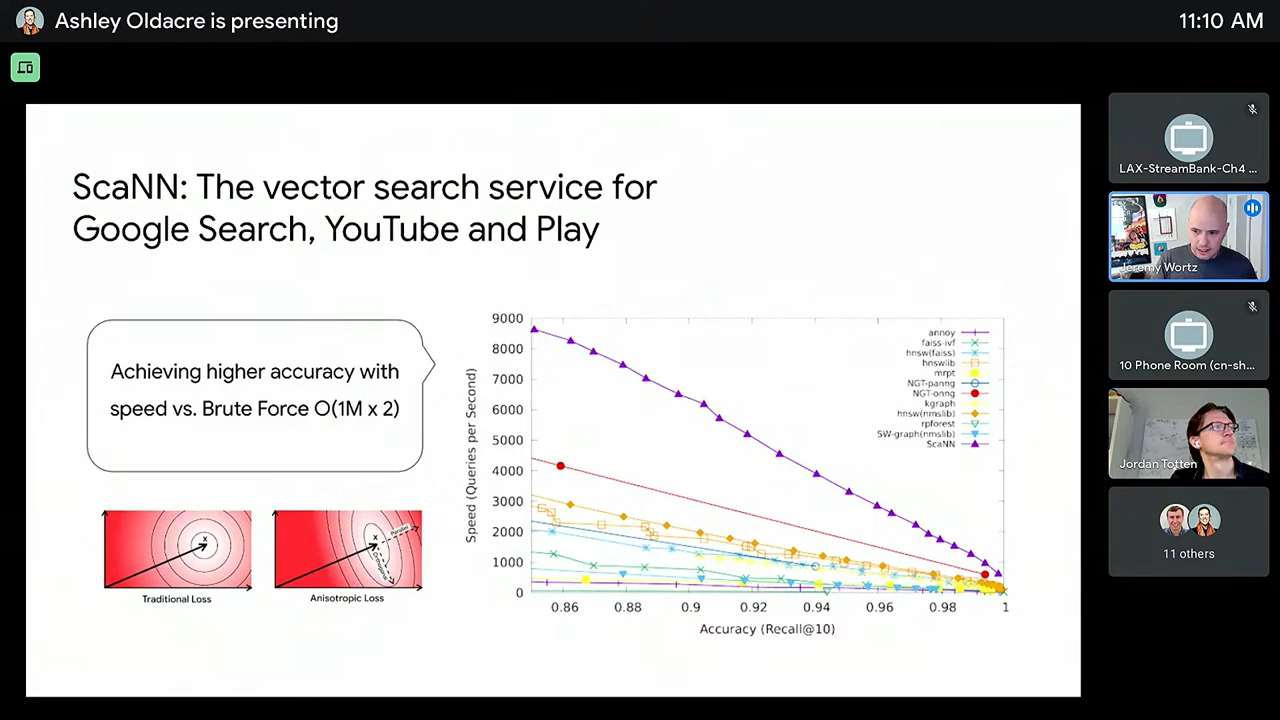 Ashley Oldacre is presenting
11:10 AM
ScaNN: The vector search service for
Google Search, YouTube and Play
Achieving higher accuracy with
speed vs. Brute Force O(1M x 2)
x
Traditional Loss
x
Parallel
Orthogonal
Anisotropic Loss
Speed (Queries per Second)
9000
8000
7000
6000
5000
4000
3000
2000
1000
0
0.86
0.88
0.9
0.92
0.94
0.96
0.98
1
Accuracy (Recall@10)
annoy
faiss-ivf
hnsw(faiss)
hnswlib
mrpt
NGT-panng
NGT-onng
kgraph
hnsw(nmslib)
rpforest
SW-graph(nmslib)
ScaNN
LAX-StreamBank-Ch4 ...
Jeremy Wortz
10 Phone Room (cn-sh...
Jordan Totten
11 others